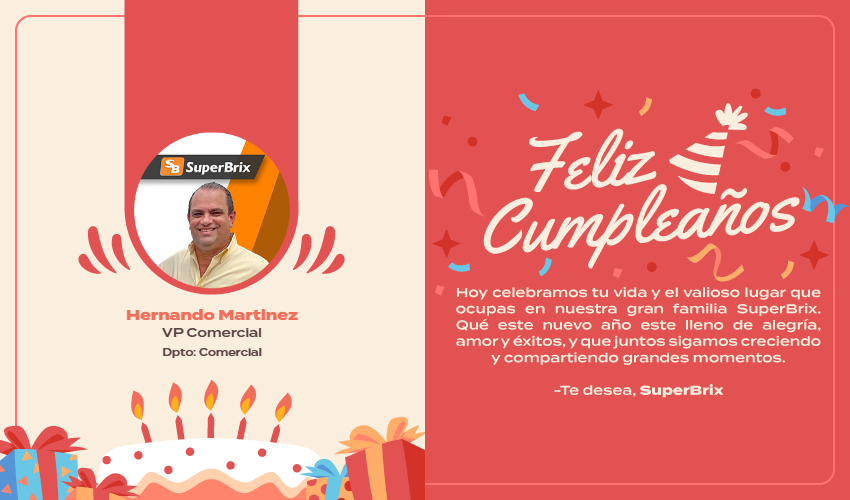 SB SuperBrix
Hernando Martinez
VP Comercial
Dpto: Comercial
Feliz
Cumpleaños
Hoy celebramos tu vida y el valioso lugar que
ocupas en nuestra gran familia SuperBrix.
Qué este nuevo año este lleno de alegría,
amor y éxitos, y que juntos sigamos creciendo
y compartiendo grandes momentos.
-Te desea, SuperBrix